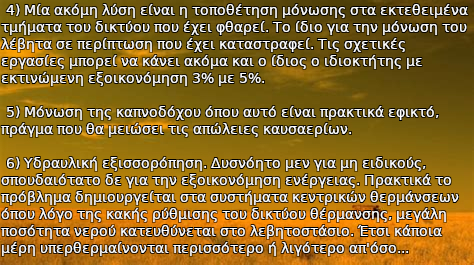 4) Μία ακόμη λύση είναι η τοποθέτηση μόνωσης στα εκτεθειμένα
τμήματα του δικτύου που έχει φθαρεί. Το ίδιο για την μόνωση του
λέβητα σε περίπτωση που έχει καταστραφεί. Τις σχετικές
εργασίες μπορεί να κάνει ακόμα και ο ίδιος ο ιδιοκτήτης με
εκτινώμενη εξοικονόμηση 3% με 5%.
5) Μόνωση της καπνοδόχου όπου αυτό είναι πρακτικά εφικτό,
πράγμα που θα μειώσει τις απώλειες καυσαερίων.
6) Υδραυλική εξισσορόπηση. Δυσνόητο μεν για μη ειδικούς,
σπουδαιότατο δε για την εξοικονόμηση ενέργειας. Πρακτικά το
πρόβλημα δημιουργείται στα συστήματα κεντρικών θερμάνσεων
όπου λόγο της κακής ρύθμισης του δικτύου θέρμανσης, μεγάλη
ποσότητα νερού κατευθύνεται στο λεβητοστάσιο. Έτσι κάποια
μέρη υπερθερμαίνονται περισσότερο ή λιγότερο απ'όσο...